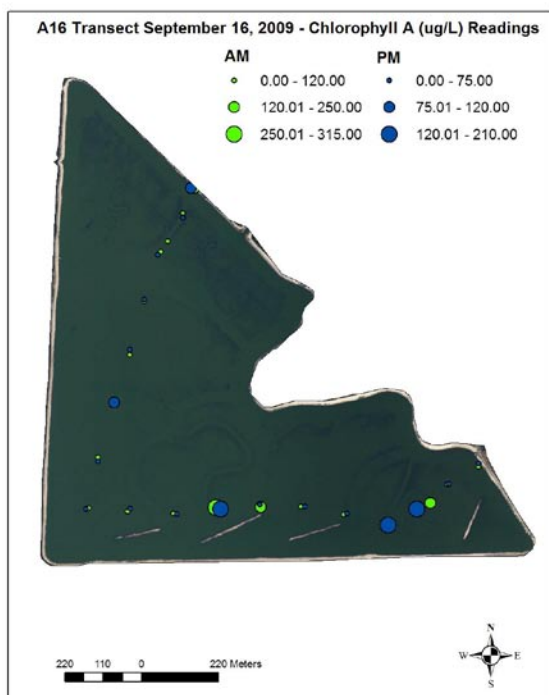 A16 Transect September 16, 2009 - Chlorophyll A (ug/L) Readings
AM PM
0.00 - 120.00 0.00 - 75.00
120.01 - 250.00 75.01 - 120.00
250.01 - 315.00 120.01 - 210.00
220 110 0 220 Meters
N
W E
S